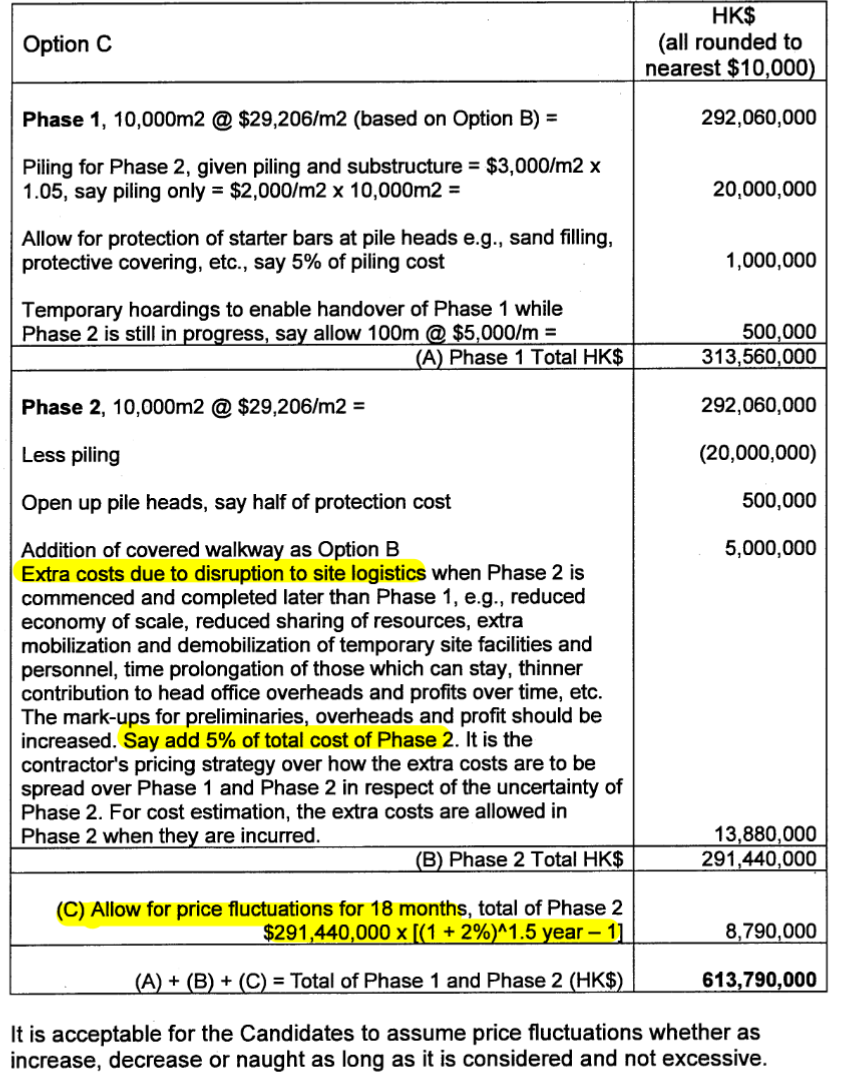 Option C
HK$
(all rounded to
nearest $10,000)
Phase 1, 10,000m2 @ $29,206/m2 (based on Option B) = 292,060,000
Piling for Phase 2, given piling and substructure = $3,000/m2 x
1.05, say piling only = $2,000/m2 x 10,000m2 = 20,000,000
Allow for protection of starter bars at pile heads e.g., sand filling,
protective covering, etc., say 5% of piling cost 1,000,000
Temporary hoardings to enable handover of Phase 1 while
Phase 2 is still in progress, say allow 100m @ $5,000/m = 500,000
(A) Phase 1 Total HK$ 313,560,000
Phase 2, 10,000m2 @ $29,206/m2 = 292,060,000
Less piling (20,000,000)
Open up pile heads, say half of protection cost 500,000
Addition of covered walkway as Option B 5,000,000
Extra costs due to disruption to site logistics when Phase 2 is
commenced and completed later than Phase 1, e.g., reduced
economy of scale, reduced sharing of resources, extra
mobilization and demobilization of temporary site facilities and
personnel, time prolongation of those which can stay, thinner
contribution to head office overheads and profits over time, etc.
The mark-ups for preliminaries, overheads and profit should be
increased. Say add 5% of total cost of Phase 2. It is the
contractor's pricing strategy over how the extra costs are to be
spread over Phase 1 and Phase 2 in respect of the uncertainty of
Phase 2. For cost estimation, the extra costs are allowed in
Phase 2 when they are incurred. 13,880,000
(B) Phase 2 Total HK$ 291,440,000
(C) Allow for price fluctuations for 18 months, total of Phase 2
$291,440,000 x [(1 + 2%)^1.5 year – 1] 8,790,000
(A) + (B) + (C) = Total of Phase 1 and Phase 2 (HK$) 613,790,000
It is acceptable for the Candidates to assume price fluctuations whether as
increase, decrease or naught as long as it is considered and not excessive.